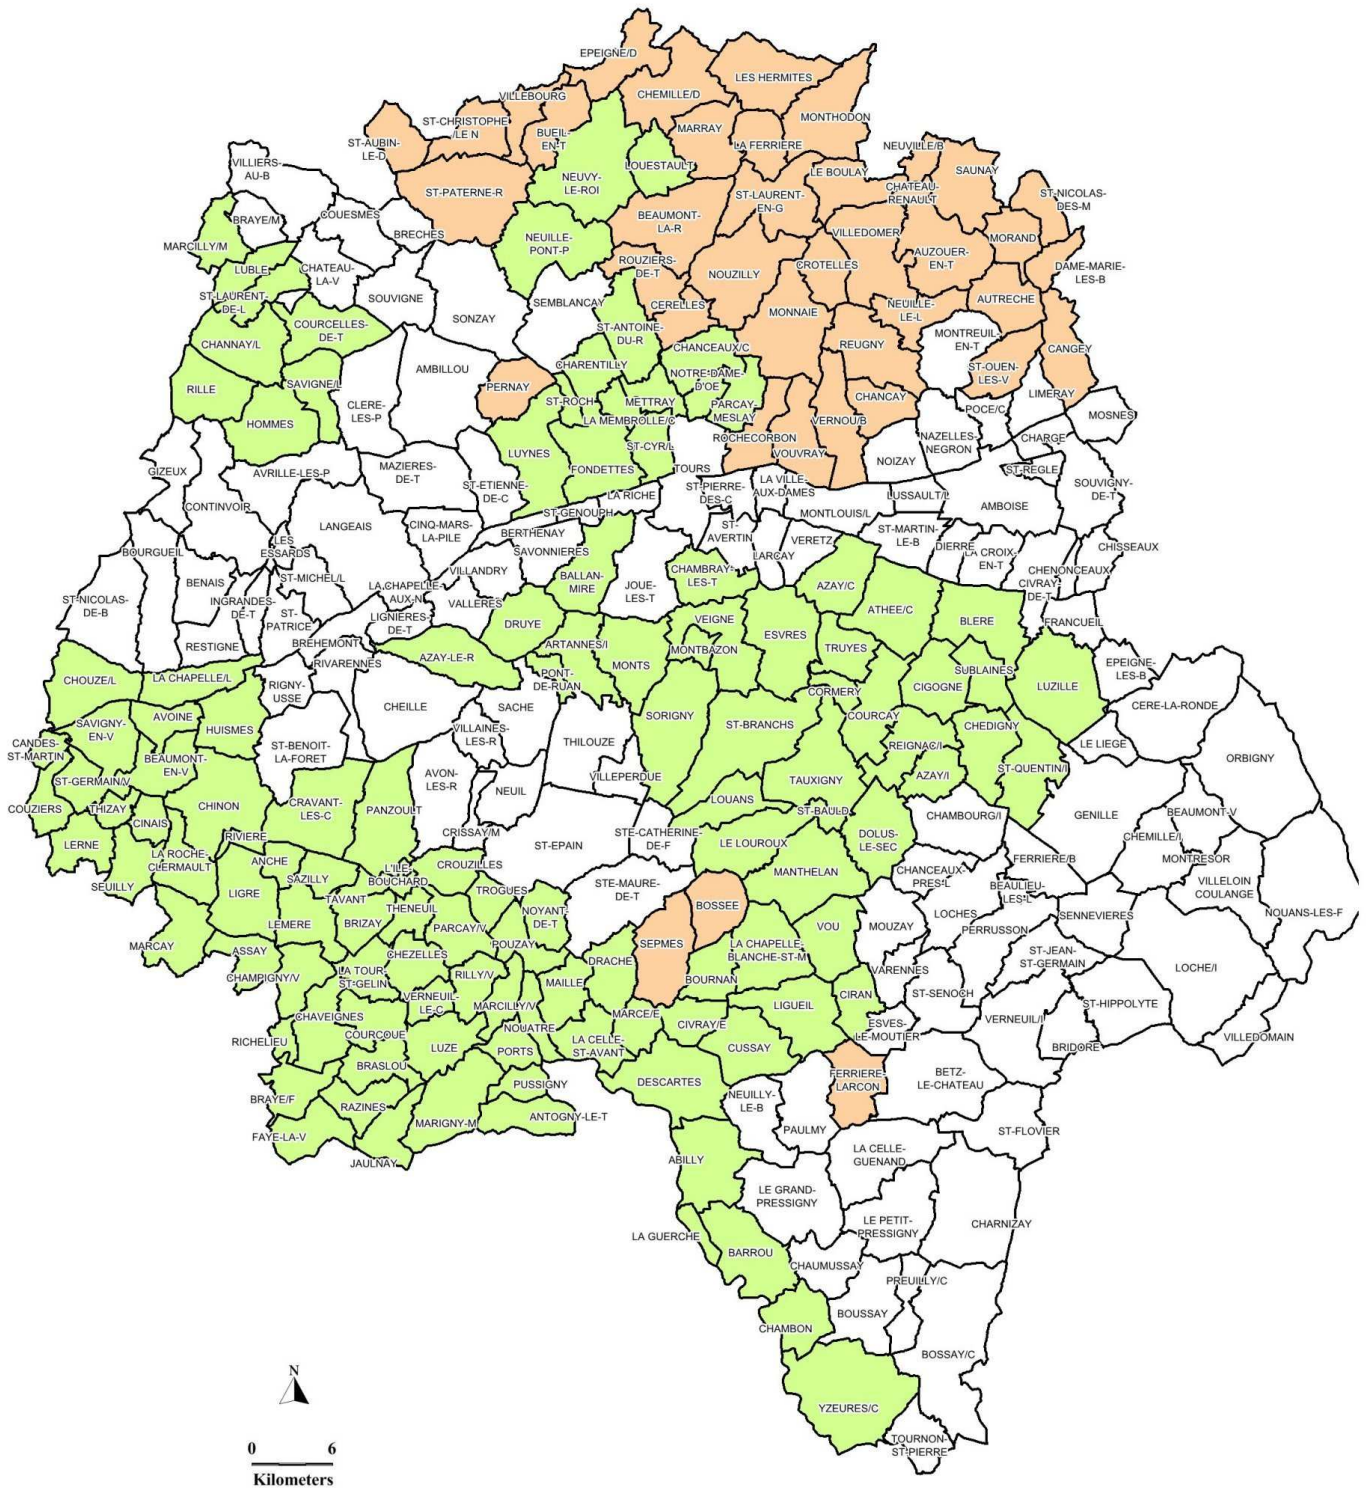 EPEIGNE/D
LES HERMITES
VILLEBOURG
CHEMILLE/D
ST-CHRISTOPHE
/LE N
MONTHODON
BUEIL-
EN-T
MARRAY
ST-AUBIN-
LE-D
LA FERRIERE
NEUVILLE/B
VILLIERS-
AU-B
LOUESTAULT
LE BOULAY
SAUNAY
NEUVY-
LE-ROI
ST-PATERNE-R
ST-LAURENT-
EN-G
CHATEAU-
RENAULT
ST-NICOLAS-
DES-M
BRAYE/M
COUESMES
BEAUMONT-
LA-R
BRECHES
VILLEDOMER
MORAND
MARCILLY/M
NEUILLE-
PONT-P
AUZOUER-
EN-T
LUBLE
CHATEAU-
LA-V
ROUZIERS-
DE-T
NOUZILLY
CROTELLES
DAME-MARIE-
LES-B
ST-LAURENT-
DE-L
SOUVIGNE
SEMBLANCAY
CERELLES
NEUILLE-
LE-L
AUTRECHE
SONZAY
MONNAIE
COURCELLES-
DE-T
ST-ANTOINE-
DU-R
MONTREUIL-
EN-T
CHANNAY/L
CHANCEAUX/C
REUGNY
CANGEY
AMBILLOU
CHARENTILLY
NOTRE-DAME-
D'OE
ST-OUEN-
LES-V
RILLE
SAVIGNE/L
PERNAY
CLERE-
LES-P
ST-ROCH
METTRAY
PARCAY-
MESLAY
CHANCAY
LIMERAY
POCE/C
MOSNES
HOMMES
LA MEMBROLLE/C
VERNOU/B
LUYNES
ST-CYR/L
ROCHECORBON
VOUVRAY
NAZELLES-
NEGRON
CHARGE
GIZEUX
AVRILLE-LES-P
MAZIERES-
DE-T
FONDETTES
TOURS
NOIZAY
ST-REGLE
ST-ETIENNE-
DE-C
LA VILLE-
AUX-DAMES
SOUVIGNY-
DE-T
CONTINVOIR
ST-PIERRE-
DES-C
LA RICHE
LUSSAULT/L
AMBOISE
LANGEAIS
ST-GENOUPH
MONTLOUIS/L
CINQ-MARS-
LA-PILE
BERTHENAY
ST-
AVERTIN
VERETZ
ST-MARTIN-
LE-B
LES
ESSARDS
BOURGUEIL
SAVONNIERES
LARCAY
DIERRE
LA CROIX-
EN-T
CHISSEAUX
BENAIS
ST-MICHEL/L
VILLANDRY
BALLAN-
MIRE
CHAMBRAY-
LES-T
CHENONCEAUX
ST-NICOLAS-
DE-B
INGRANDES-
DE-T
LA CHAPELLE-
AUX-N
VALLERES
JOUE-
LES-T
AZAY/C
CIVRAY-
DE-T
ST-
PATRICE
LIGNIERES-
DE-T
DRUYE
VEIGNE
ATHEE/C
BLERE
FRANCUEIL
RESTIGNE
BREHEMONT
ARTANNES/I
MONTBAZON
ESVRES
TRUYES
RIVARENNES
AZAY-LE-R
MONTS
CHOUZE/L
LA CHAPELLE/L
RIGNY-
USSE
PONT-
DE-RUAN
SUBLAINES
EPEIGNE-
LES-B
CORMERY
CIGOGNE
LUZILLE
CHEILLE
SACHE
CERE-LA-RONDE
SAVIGNY-
EN-V
AVOINE
HUISMES
SORIGNY
ST-BRANCHS
COURCAY
CHEDIGNY
CANDES-
ST-MARTIN
VILLAINES-
LES-R
THILOUZE
LE LIEGE
ST-BENOIT-
LA-FORET
REIGNAC/I
ORBIGNY
BEAUMONT-
EN-V
ST-GERMAIN/V
AVON-
LES-R
VILLEPERDUE
TAUXIGNY
AZAY/I
ST-QUENTIN/I
NEUIL
COUZIERS
THIZAY
CHINON
CRAVANT-
LES-C
PANZOULT
LOUANS
ST-BAULD
CHAMBOURG/I
GENILLE
BEAUMONT-V
CINAIS
CRISSAY/M
STE-CATHERINE-
DE-F
LERNE
RIVIERE
ST-EPAIN
LE LOUROUX
DOLUS-
LE-SEC
CHEMILLE/I
LA ROCHE-
CLERMAULT
ANCHE
L'ILE-
BOUCHARD
CROUZILLES
FERRIERE/B
MONTRESOR
SEUILLY
SAZILLY
MANTHELAN
CHANCEAUX-
PRES-L
VILLELOIN
COULANGE
LIGRE
TAVANT
TROGUES
STE-MAURE-
DE-T
BEAULIEU-
LES-L
THENEUIL
NOYANT-
DE-T
BOSSEE
LOCHES
SENNEVIERES
NOUANS-LES-F
LEMERE
BRIZAY
PARCAY/V
MOUZAY
PERRUSSON
MARCAY
ASSAY
POUZAY
SEPMES
VOU
CHEZELLES
DRACHE
LA CHAPELLE-
BLANCHE-ST-M
ST-JEAN-
ST-GERMAIN
CHAMPIGNY/V
LA TOUR-
ST-GELIN
RILLY/V
VARENNES
LOCHE/I
MAILLE
BOURNAN
CIRAN
ST-SENOCH
VERNEUIL-
LE-C
MARCILLY/V
LIGUEIL
ST-HIPPOLYTE
CHAVEIGNES
MARCE/E
CIVRAY/E
ESVES-
LE-MOUTIER
VERNEUIL/I
COURCOUE
NOUATRE
RICHELIEU
LUZE
LA CELLE-
ST-AVANT
CUSSAY
BRIDORE
VILLEDOMAIN
PORTS
BRASLOU
DESCARTES
FERRIERE-
LARCON
BETZ-
LE-CHATEAU
PUSSIGNY
BRAYE/F
NEUILLY-
LE-B
RAZINES
MARIGNY-M
ANTOGNY-LE-T
PAULMY
ST-FLOVIER
FAYE-LA-V
JAULNAY
ABILLY
LA CELLE-
GUENAND
LE GRAND-
PRESSIGNY
LE PETIT-
PRESSIGNY
CHARNIZAY
LA GUERCHE
BARROU
CHAUMUSSAY
PREUILLY/C
BOUSSAY
CHAMBON
BOSSAY/C
YZEURES/C
TOURNON-
ST-PIERRE
N
0 6
Kilometers